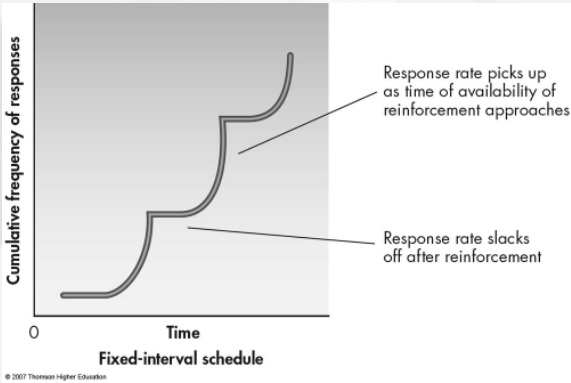 Cumulative frequency of responses
Response rate picks up
as time of availability of
reinforcement approaches
Response rate slacks
off after reinforcement
0
Time
Fixed-interval schedule
© 2007 Thomson Higher Education